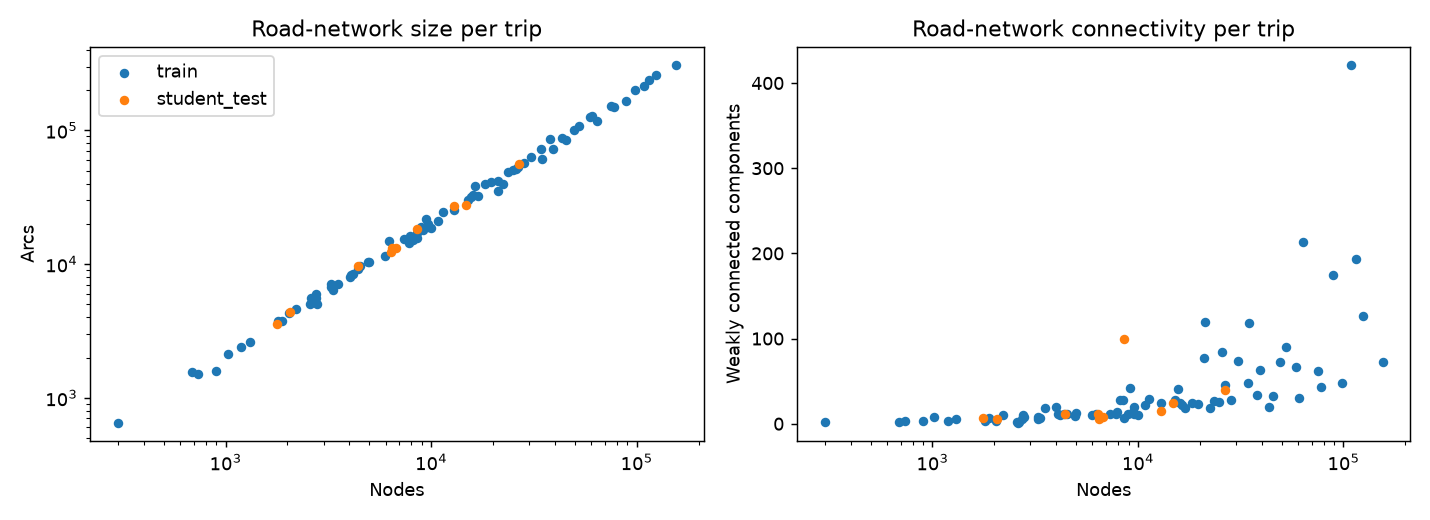 Road-network size per trip
train
student_test
Arcs
10^5
10^4
10^3
10^3 10^4 10^5
Nodes
Road-network connectivity per trip
Weakly connected components
400
300
200
100
0
10^3 10^4 10^5
Nodes